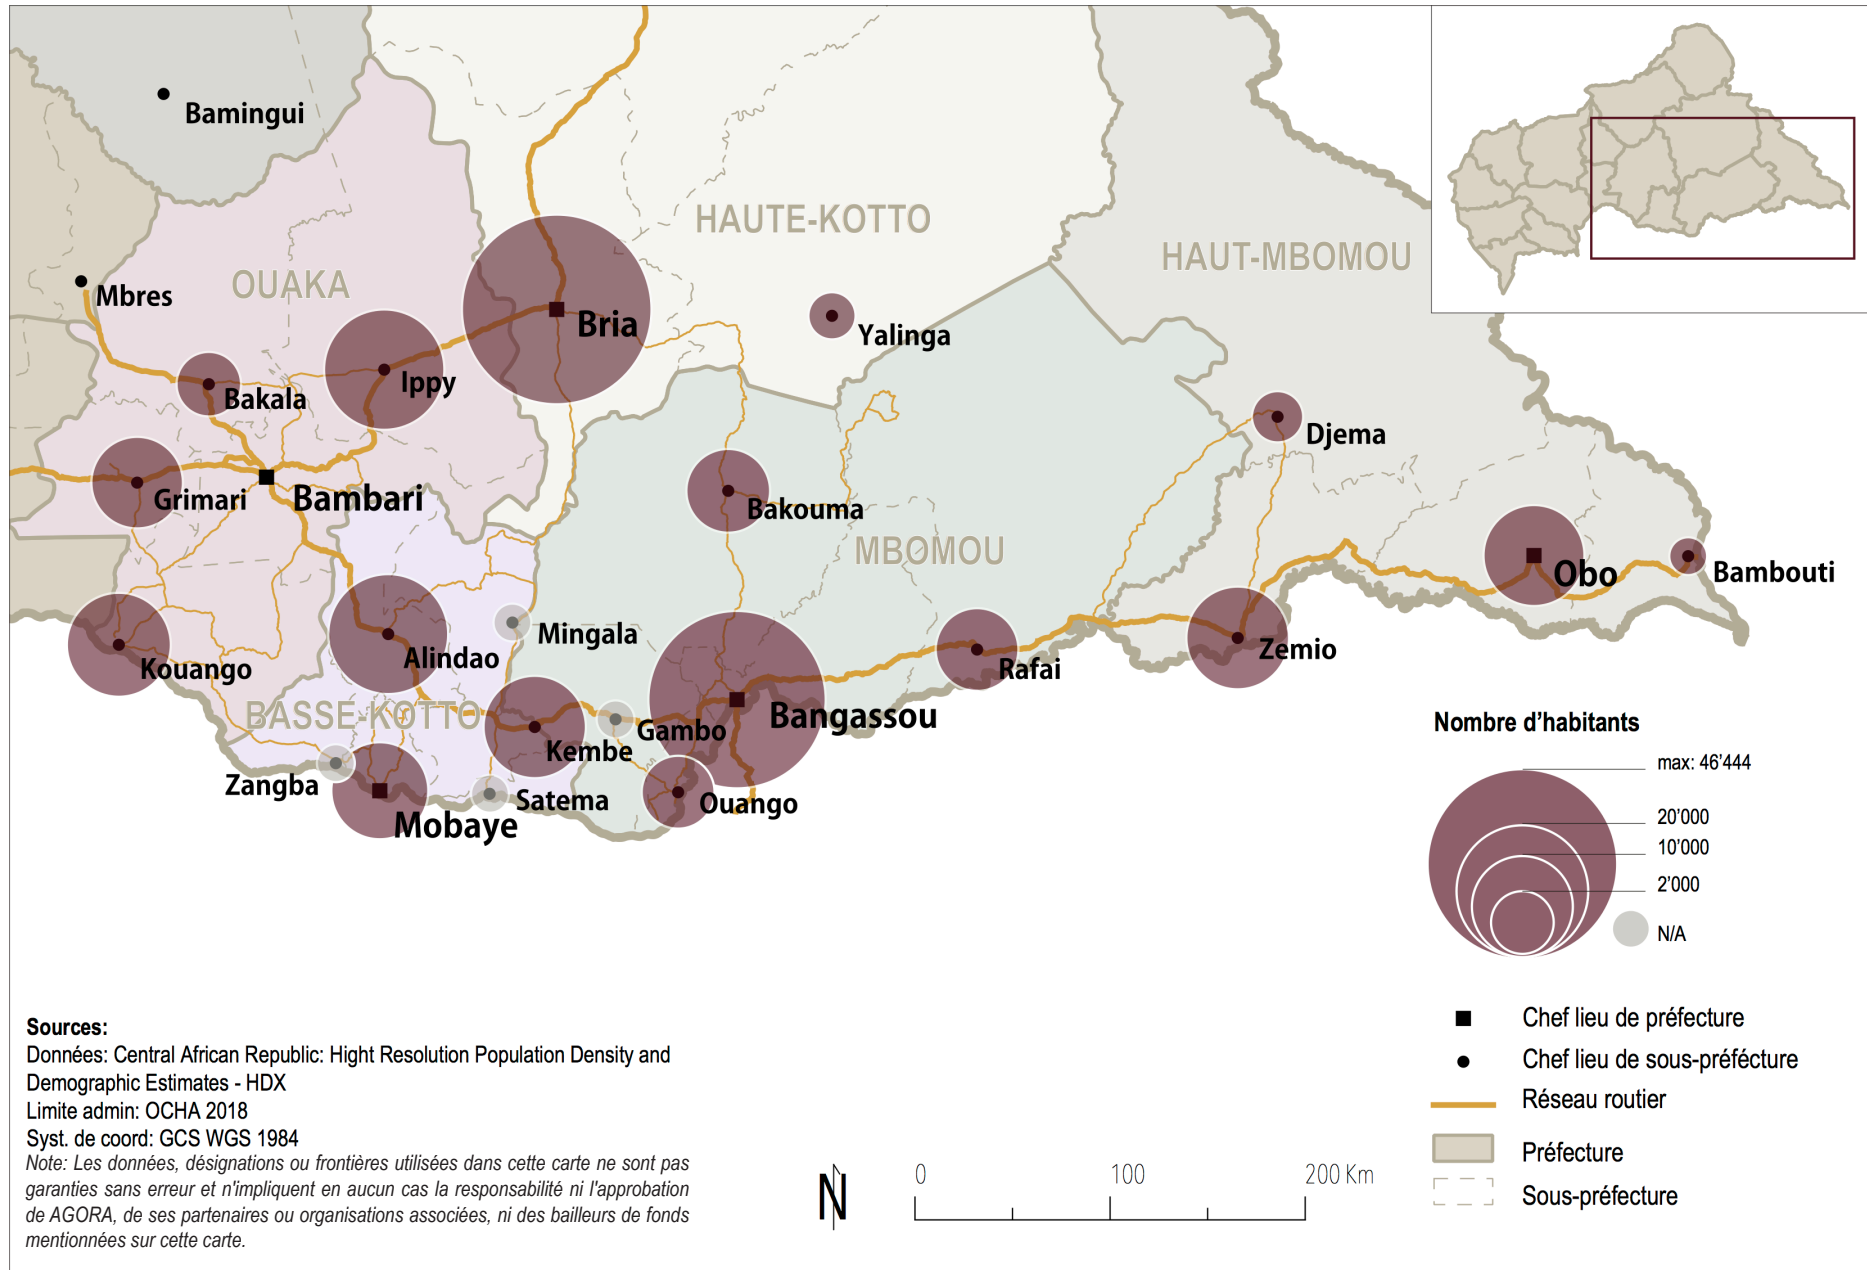 Bamingui
HAUTE-KOTTO
HAUT-MBOMOU
OUAKA
Mbres
Bria
Yalinga
Ippy
Bakala
Djema
Grimari
Bambari
Bakouma
MBOMOU
Obo
Bambouti
Mingala
Alindao
Kouango
Rafai
Zemio
BASSE-KOTTO
Bangassou
Gambo
Kembe
Zangba
Satema
Ouango
Mobaye
Nombre d’habitants
max: 46’444
20’000
10’000
2’000
N/A
Sources:
Données: Central African Republic: Hight Resolution Population Density and
Demographic Estimates - HDX
Limite admin: OCHA 2018
Syst. de coord: GCS WGS 1984
Note: Les données, désignations ou frontières utilisées dans cette carte ne sont pas
garanties sans erreur et n'impliquent en aucun cas la responsabilité ni l'approbation
de AGORA, de ses partenaires ou organisations associées, ni des bailleurs de fonds
mentionnées sur cette carte.
N
0 100 200 Km
Chef lieu de préfecture
Chef lieu de sous-préfécture
Réseau routier
Préfecture
Sous-préfecture